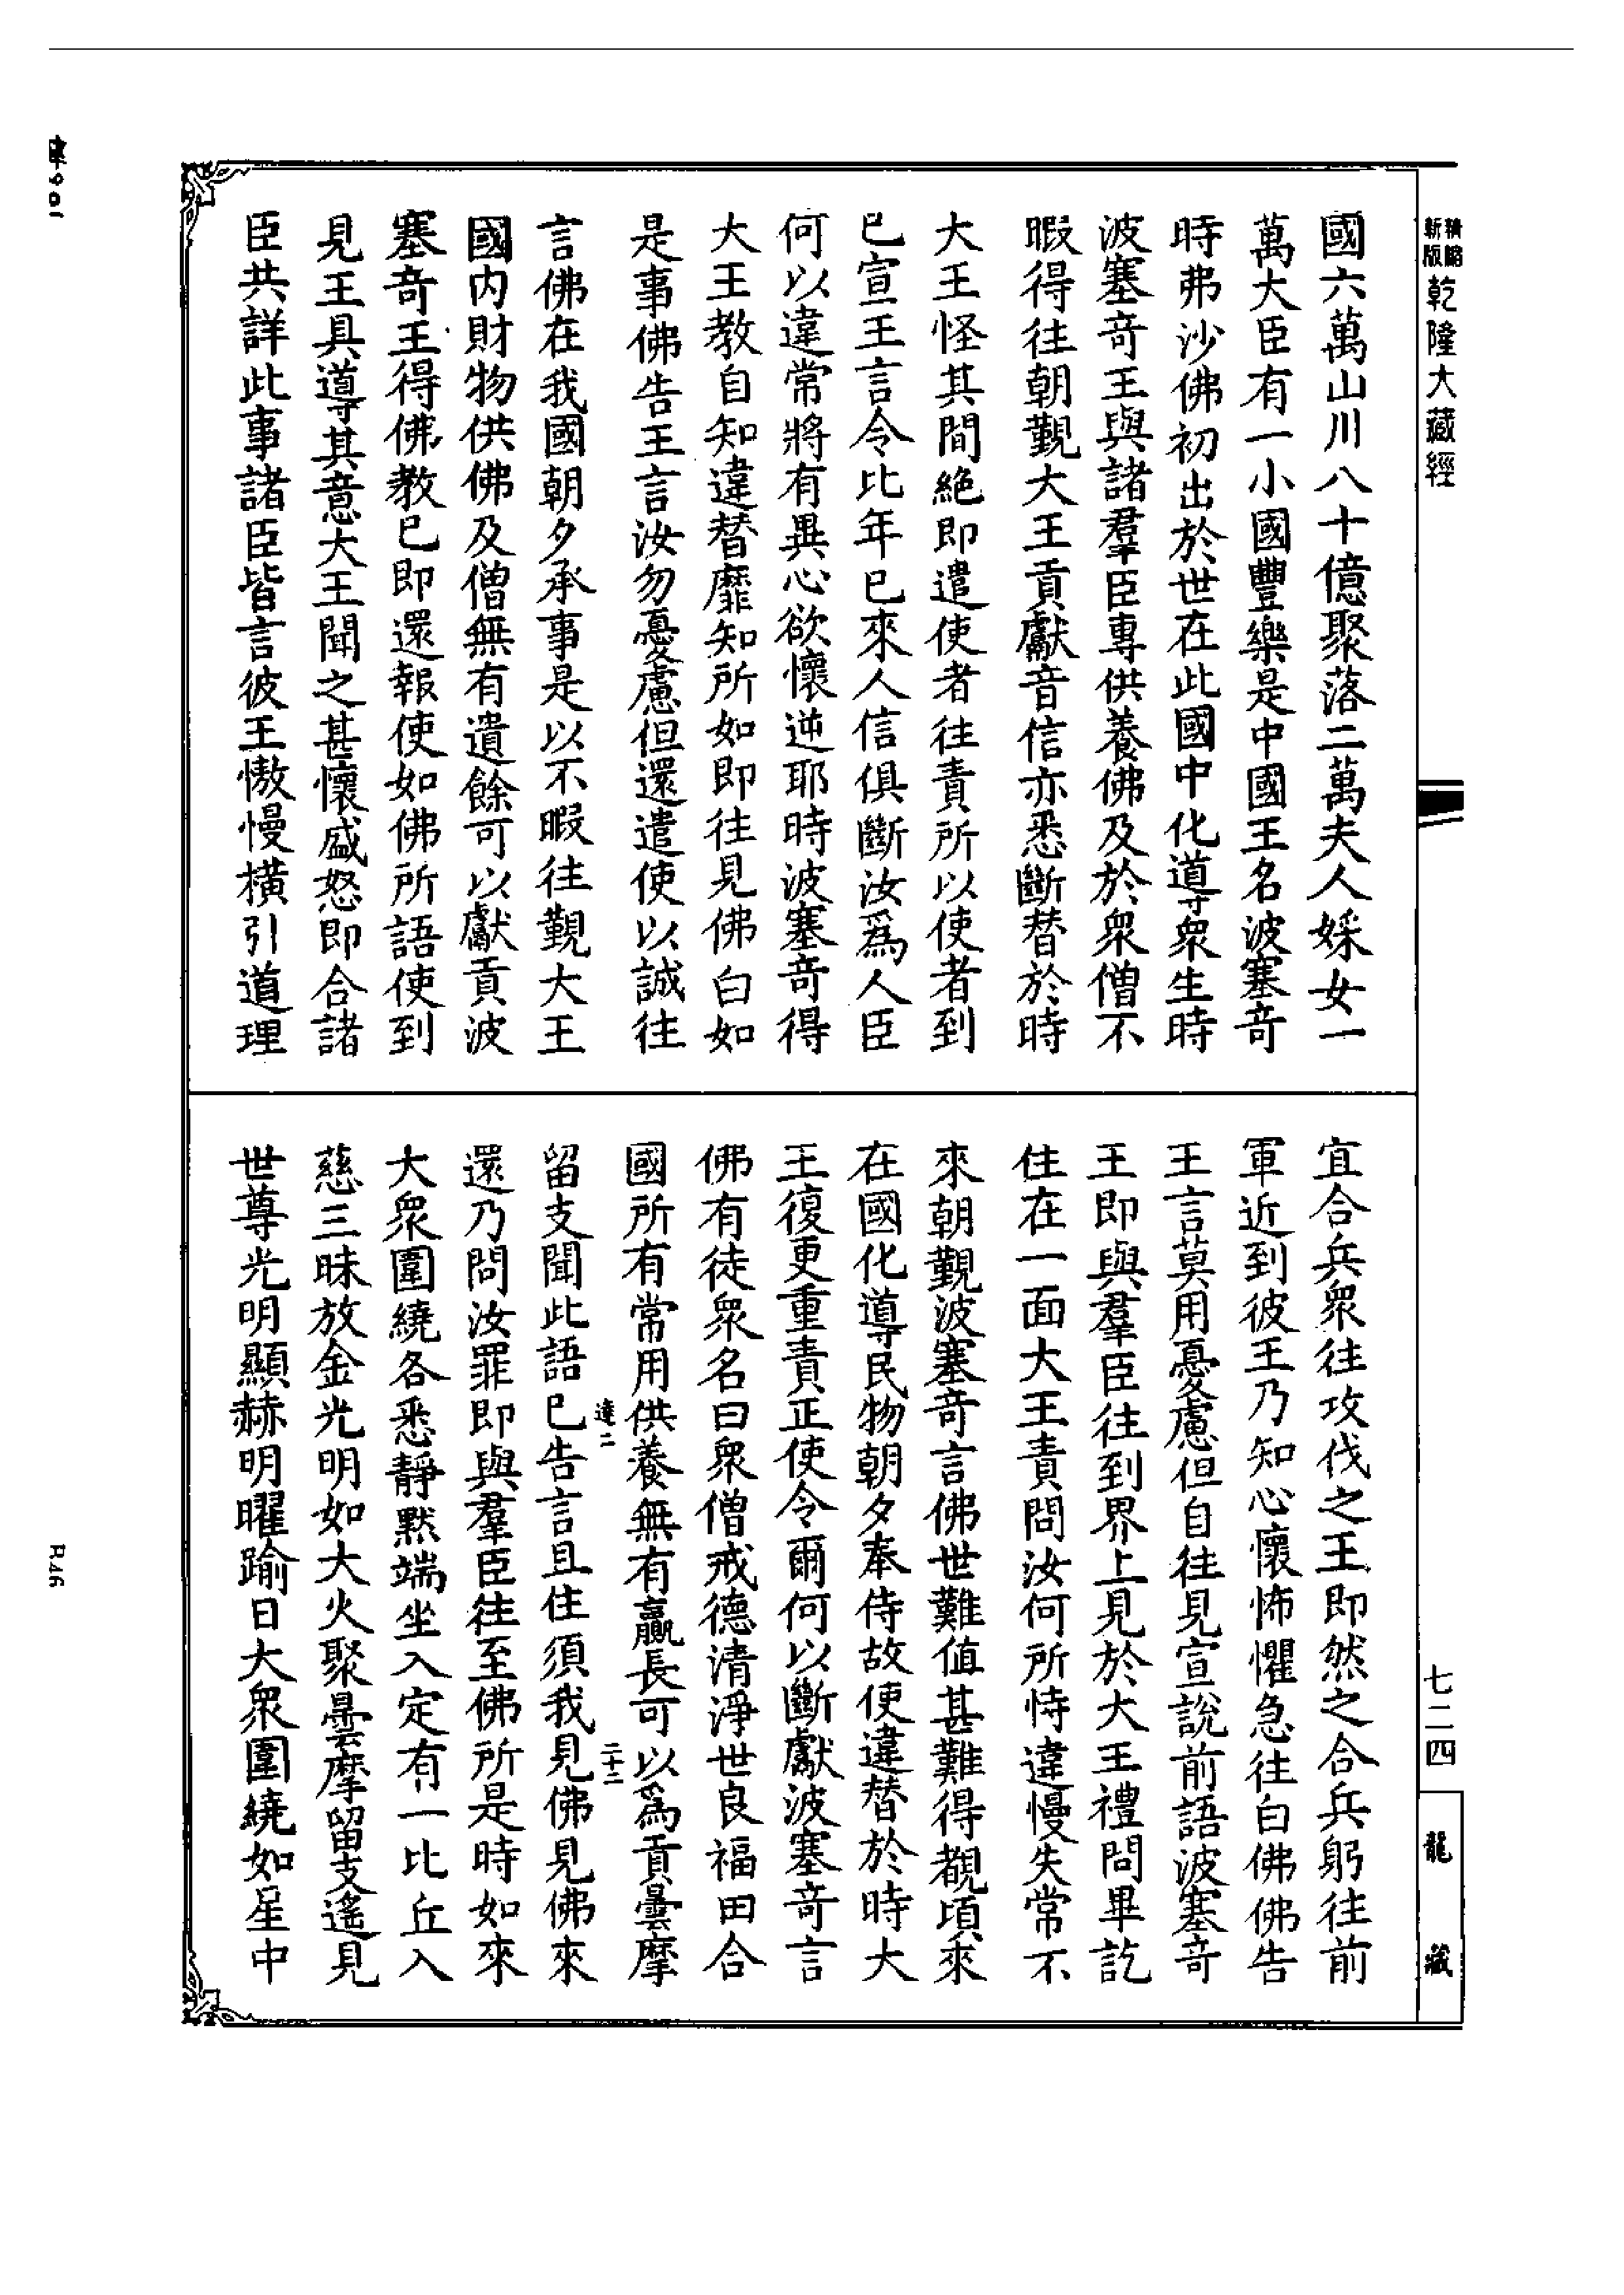 精縮
新版
乾隆大藏經
國六萬山川八十億聚落二萬夫人婇女一
萬大臣有一小國豐樂是中國王名波塞奇
時弗沙佛初出於世在此國中化導衆生時
波塞奇王與諸羣臣專供養佛及於衆僧不
暇得往朝覲大王貢獻音信亦悉斷替於時
大王怪其間絕即遣使者往責所以使者到
已宣王言令比年已來人信俱斷汝爲人臣
何以違常將有異心欲懷逆耶時波塞奇得
大王教自知違替靡知所如即往見佛白如
是事佛告王言汝勿憂慮但還遣使以誠往
言佛在我國朝夕承事是以不暇往覲大王
國内財物供佛及僧無有遺餘可以獻貢波
塞奇王得佛教已即還報使如佛所語使到
見王具導其意大王聞之甚懷盛怒即合諸
臣共詳此事諸臣皆言彼王慠慢橫引道理
宜合兵衆往攻伐之王即然之合兵躬往前
軍近到彼王乃知心懷怖懼急往白佛佛告
王言莫用憂慮但自往見宣說前語波塞奇
王即與羣臣往到界上見於大王禮問畢訖
住在一面大王責問汝何所恃違慢失常不
來朝覲波塞奇言佛世難值甚難得覩頃來
在國化導民物朝夕奉侍故使違替於時大
王復更重責正使令爾何以斷獻波塞奇言
佛有徒衆名曰衆僧戒德清淨世良福田合
國所有常用供養無有贏長可以爲貢曇摩
達二
二十二
留支聞此語已告言且住須我見佛見佛來
還乃問汝罪即與羣臣往至佛所是時如來
大衆圍繞各悉靜默端坐入定有一比丘入
慈三昧放金光明如大火聚曇摩留支遙見
世尊光明顯赫明曜踰日大衆圍繞如星中
七二四
龍藏
R46